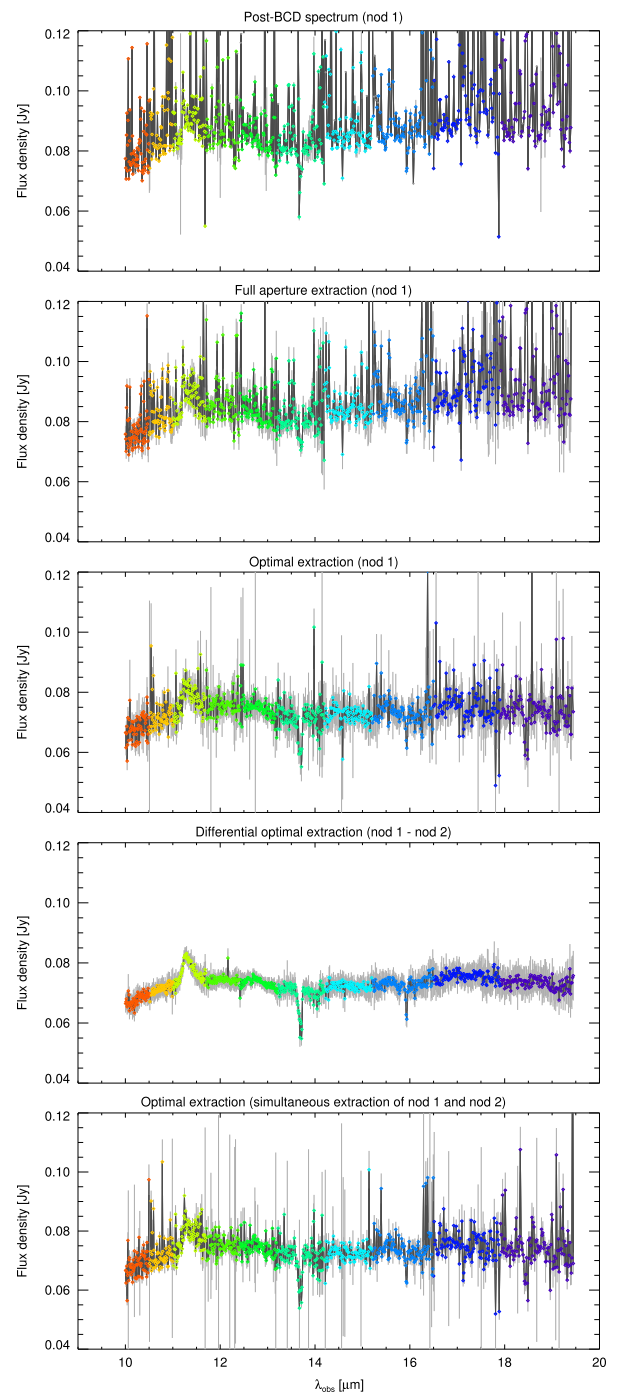 Post-BCD spectrum (nod 1)
0.12
0.10
0.08
0.06
0.04
Flux density [Jy]
Full aperture extraction (nod 1)
0.12
0.10
0.08
0.06
0.04
Flux density [Jy]
Optimal extraction (nod 1)
0.12
0.10
0.08
0.06
0.04
Flux density [Jy]
Differential optimal extraction (nod 1 - nod 2)
0.12
0.10
0.08
0.06
0.04
Flux density [Jy]
Optimal extraction (simultaneous extraction of nod 1 and nod 2)
0.12
0.10
0.08
0.06
0.04
Flux density [Jy]
10 12 14 16 18 20
λobs [μm]